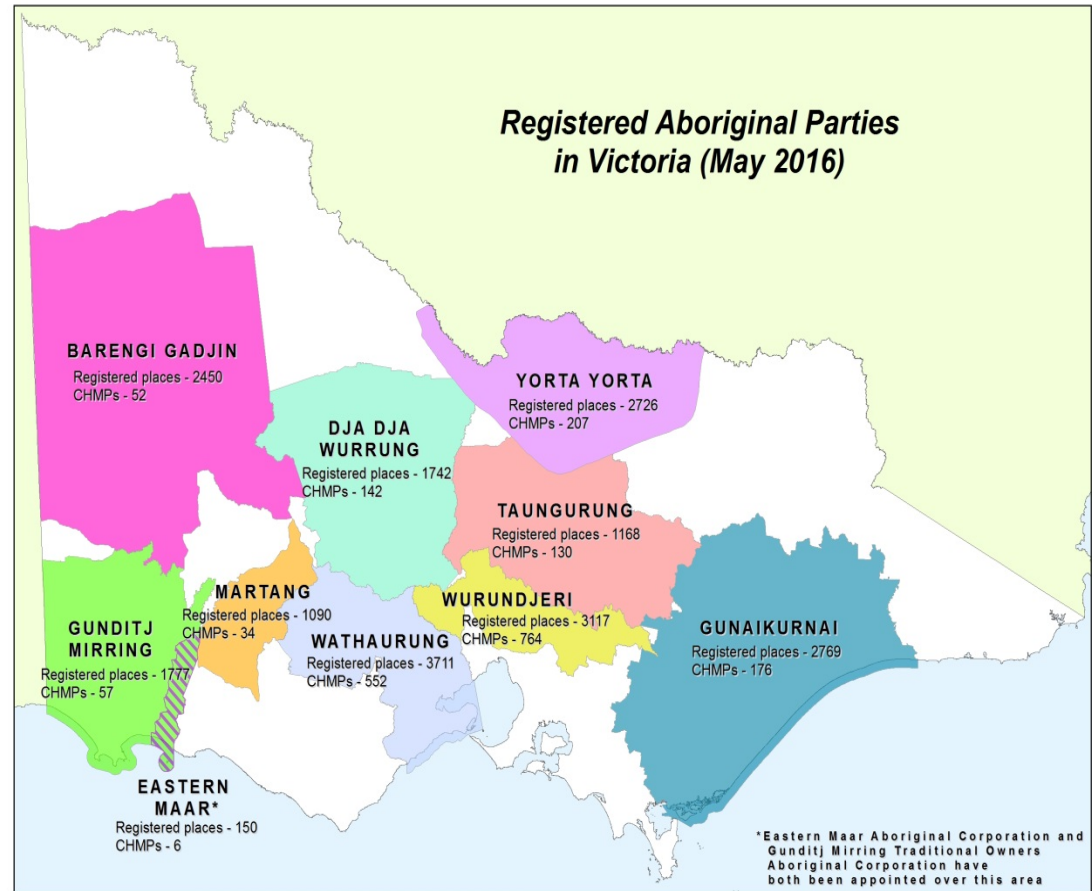 Registered Aboriginal Parties
in Victoria (May 2016)
BARENGI GADJIN
Registered places - 2450
CHMPs - 52
YORTA YORTA
Registered places - 2726
CHMPs - 207
DJA DJA
WURRUNG
Registered places - 1742
CHMPs - 142
TAUNGURUNG
Registered places - 1168
CHMPs - 130
MARTANG
Registered places - 1090
CHMPs - 34
WURUNDJERI
Registered places - 3117
CHMPs - 764
GUNDITJ
MIRRING
Registered places - 1777
CHMPs - 57
WATHAURUNG
Registered places - 3711
CHMPs - 552
GUNAIKURNAI
Registered places - 2769
CHMPs - 176
EASTERN
MAAR*
Registered places - 150
CHMPs - 6
*Eastern Maar Aboriginal Corporation and
Gunditj Mirring Traditional Owners
Aboriginal Corporation have
both been appointed over this area